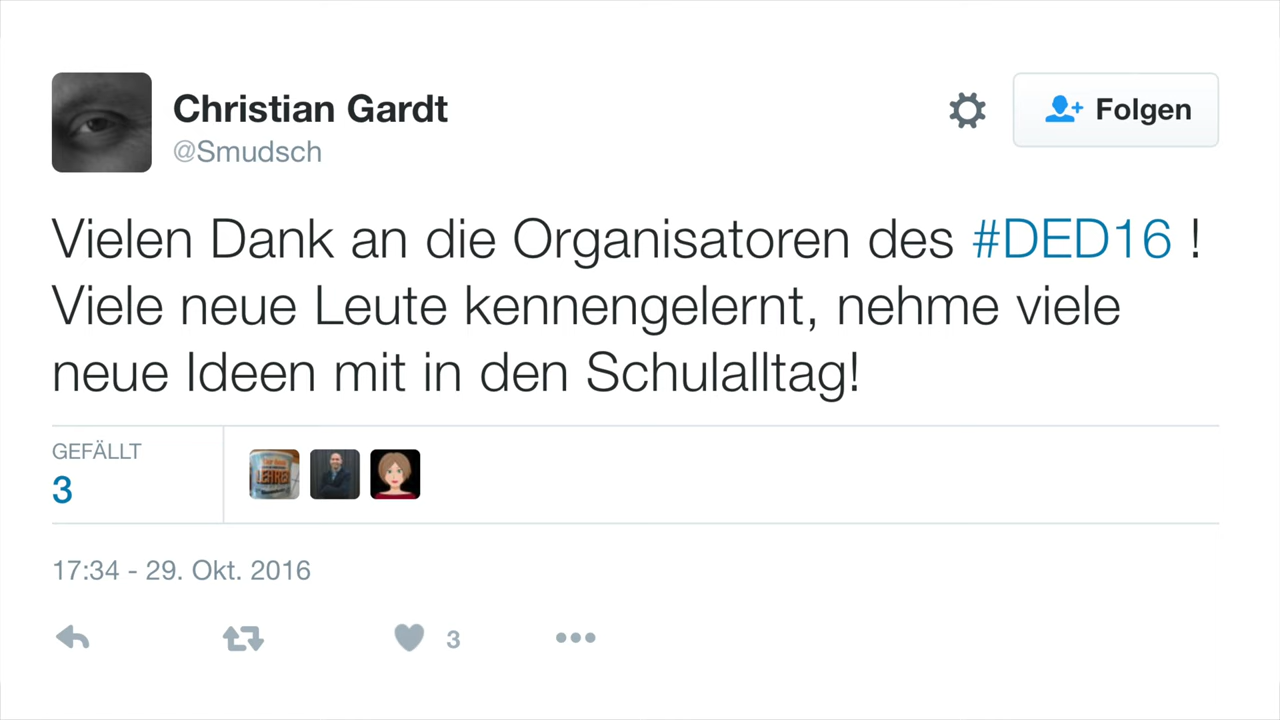 Christian Gardt
@Smudsch
Folgen
Vielen Dank an die Organisatoren des #DED16 !
Viele neue Leute kennengelernt, nehme viele
neue Ideen mit in den Schulalltag!
GEFÄLLT
3
LEHRER
17:34 - 29. Okt. 2016
3